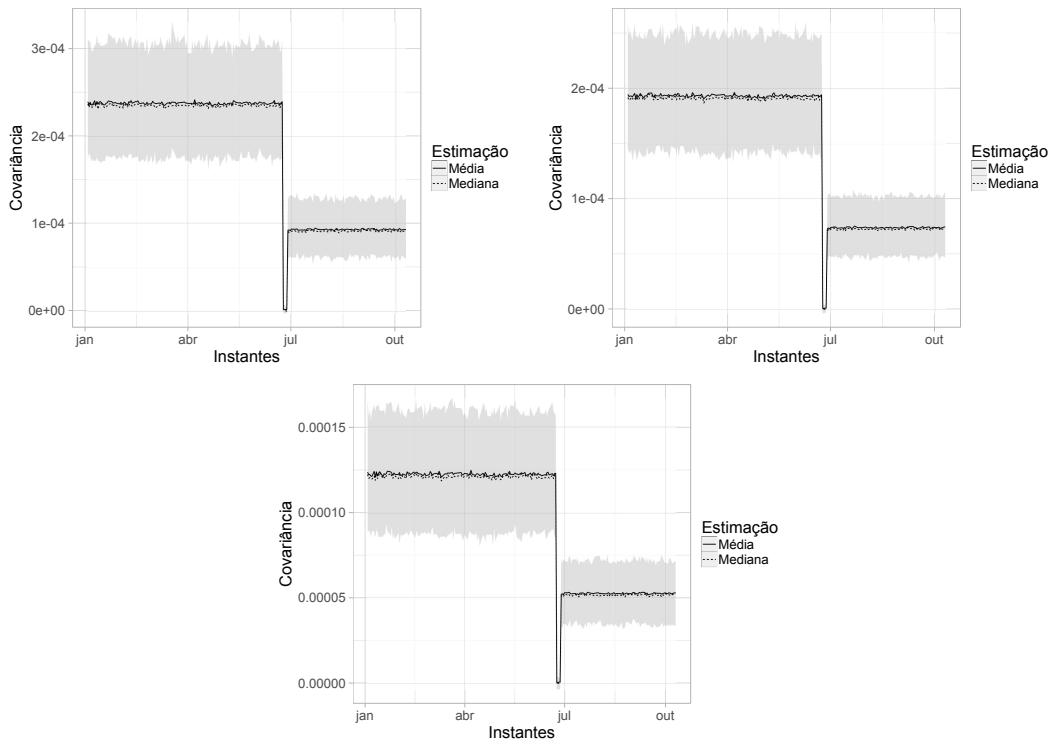 3e-04
2e-04
1e-04
0e+00
Covariância
jan
abr
jul
out
Instantes
Estimação
Média
Mediana
2e-04
1e-04
0e+00
Covariância
jan
abr
jul
out
Instantes
Estimação
Média
Mediana
0.00015
0.00010
0.00005
0.00000
Covariância
jan
abr
jul
out
Instantes
Estimação
Média
Mediana